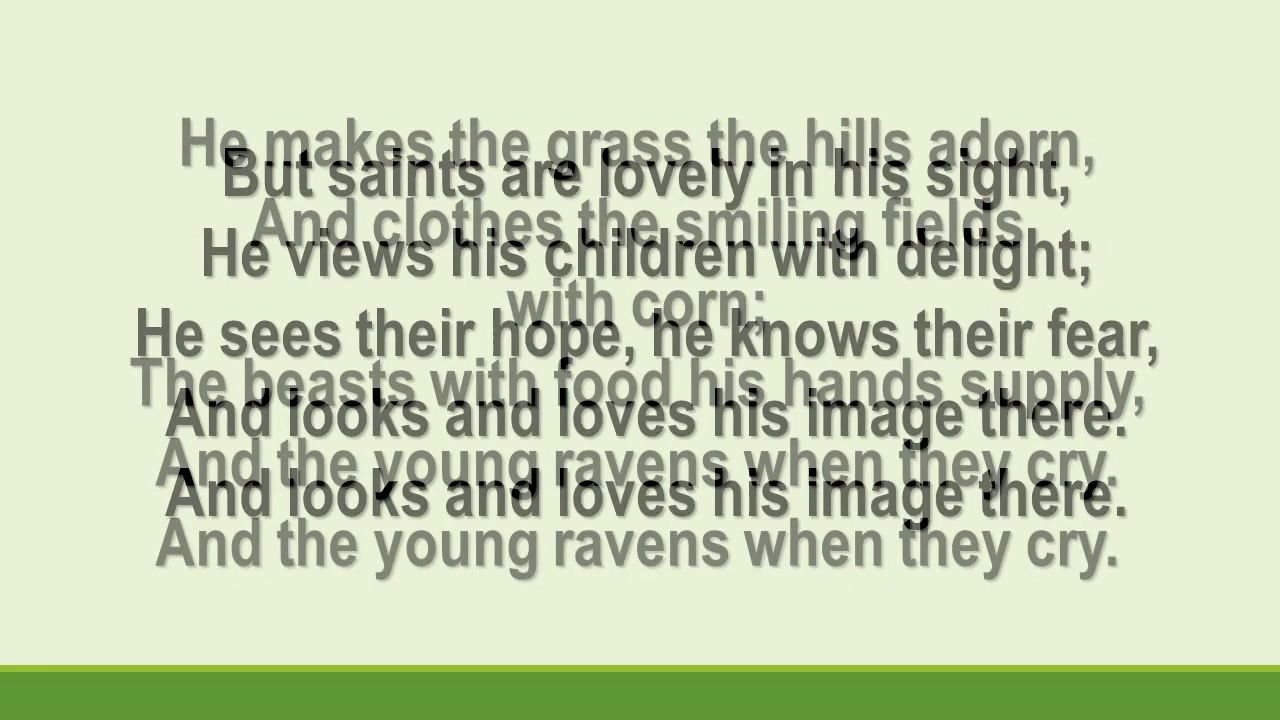 He makes the grass the hills adorn,
But saints are lovely in his sight,
And clothes the smiling fields
He views his children with delight;
with corn;
He sees their hope, he knows their fear,
The beasts with food his hands supply,
And looks and loves his image there.
And the young ravens when they cry.
And looks and loves his image there.
And the young ravens when they cry.